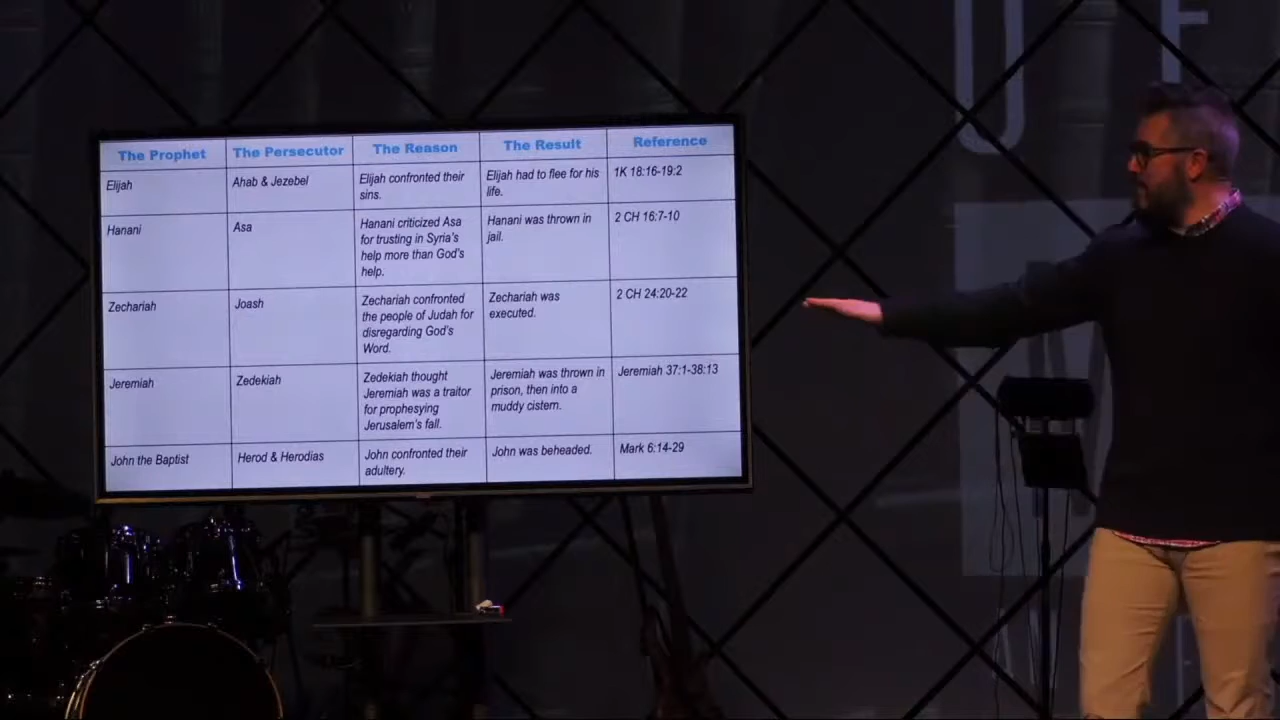 The Prophet The Persecutor The Reason The Result Reference
Elijah Ahab & Jezebel Elijah confronted their Elijah had to flee for his 1K 18:16-19:2
sins. life.
Hanani Asa Hanani criticized Asa Hanani was thrown in 2 CH 16:7-10
for trusting in Syria's jail.
help more than God's
help.
Zechariah Joash Zechariah confronted Zechariah was 2 CH 24:20-22
the people of Judah for executed.
disregarding God's
Word.
Jeremiah Zedekiah Zedekiah thought Jeremiah was thrown in Jeremiah 37:1-38:13
Jeremiah was a traitor prison, then into a
for prophesying muddy cistern.
Jerusalem's fall.
John the Baptist Herod & Herodias John confronted their John was beheaded. Mark 6:14-29
adultery.